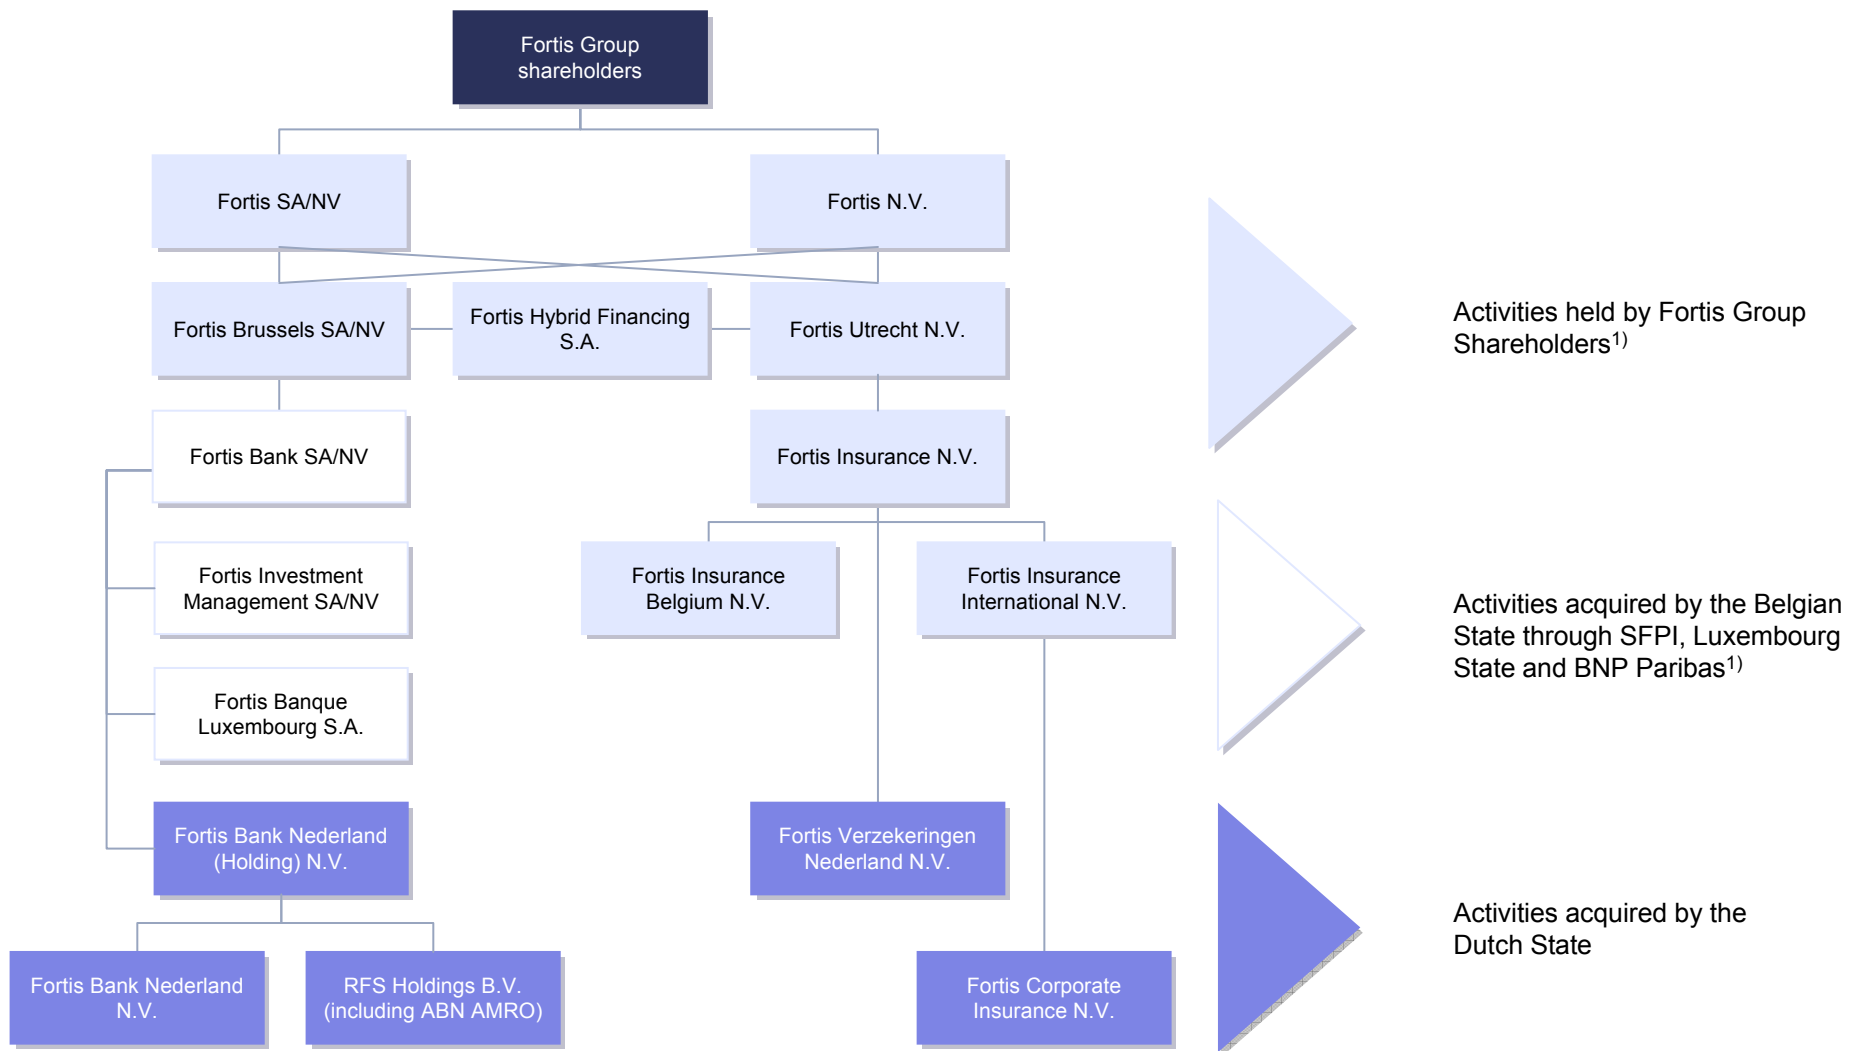 Fortis Group
shareholders
Fortis SA/NV
Fortis N.V.
Fortis Brussels SA/NV
Fortis Hybrid Financing
S.A.
Fortis Utrecht N.V.
Activities held by Fortis Group
Shareholders1)
Fortis Bank SA/NV
Fortis Insurance N.V.
Fortis Investment
Management SA/NV
Fortis Insurance
Belgium N.V.
Fortis Insurance
International N.V.
Activities acquired by the Belgian
State through SFPI, Luxembourg
State and BNP Paribas1)
Fortis Banque
Luxembourg S.A.
Fortis Bank Nederland
(Holding) N.V.
Fortis Verzekeringen
Nederland N.V.
Activities acquired by the
Dutch State
Fortis Bank Nederland
N.V.
RFS Holdings B.V.
(including ABN AMRO)
Fortis Corporate
Insurance N.V.